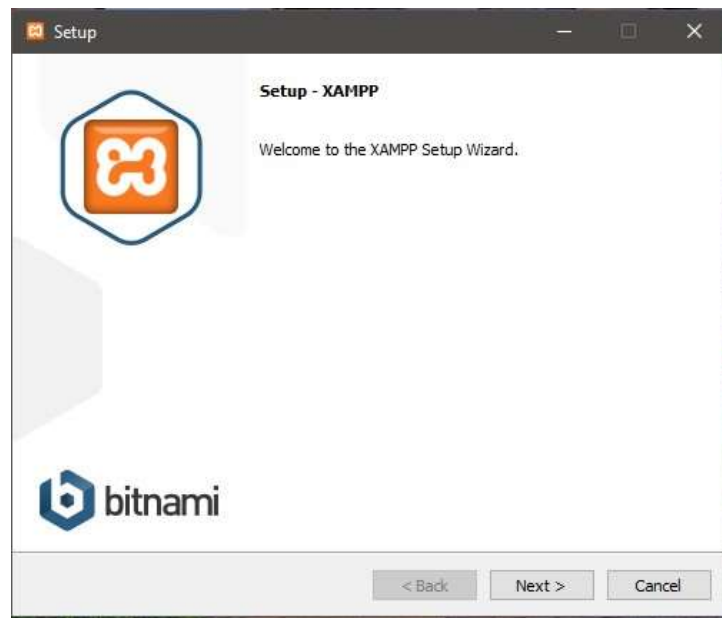 Setup
Setup - XAMPP
Welcome to the XAMPP Setup Wizard.
bitnami
< Back
Next >
Cancel